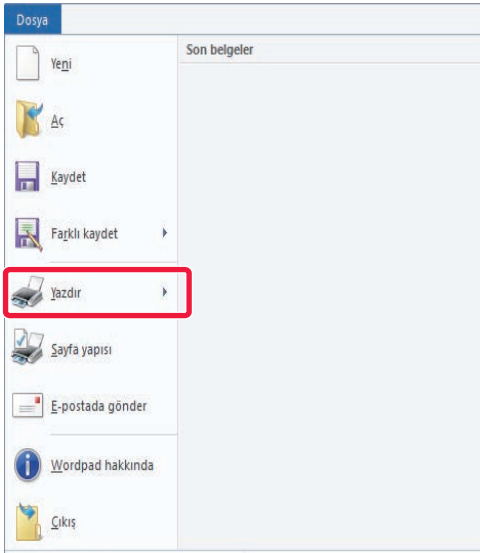 Dosya
Son belgeler
Yeni
Aç
Kaydet
Farklı kaydet
Yazdır
Sayfa yapısı
E-postada gönder
Wordpad hakkında
Çıkış